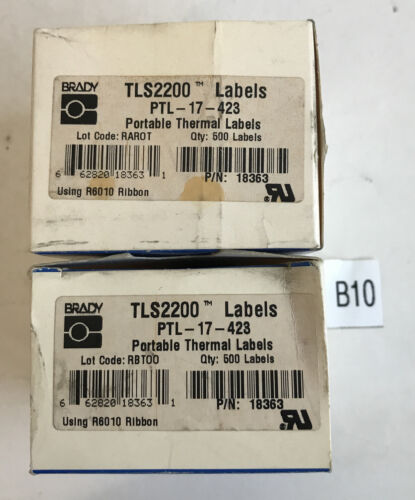 BRADY
TLS2200™ Labels
PTL-17-423
Portable Thermal Labels
Lot Code: RAROT Qty: 500 Labels
6 62820 18363 1
P/N: 18363
Using R6010 Ribbon
BRADY
TLS2200™ Labels
PTL-17-423
Portable Thermal Labels
Lot Code: RBTOO Qty: 500 Labels
6 62820 18363 1
P/N: 18363
Using R6010 Ribbon
B10